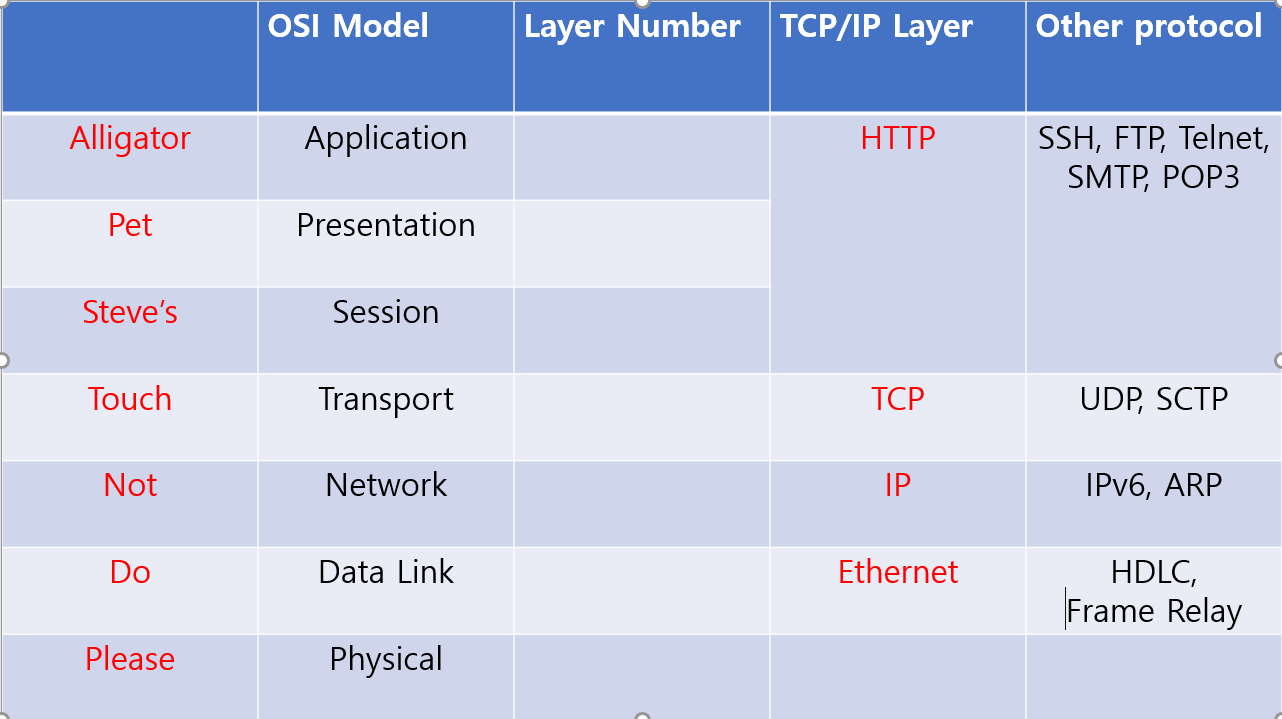 OSI Model Layer Number TCP/IP Layer Other protocol
Alligator Application HTTP SSH, FTP, Telnet,
SMTP, POP3
Pet Presentation
Steve’s Session
Touch Transport TCP UDP, SCTP
Not Network IP IPv6, ARP
Do Data Link Ethernet HDLC,
Frame Relay
Please Physical